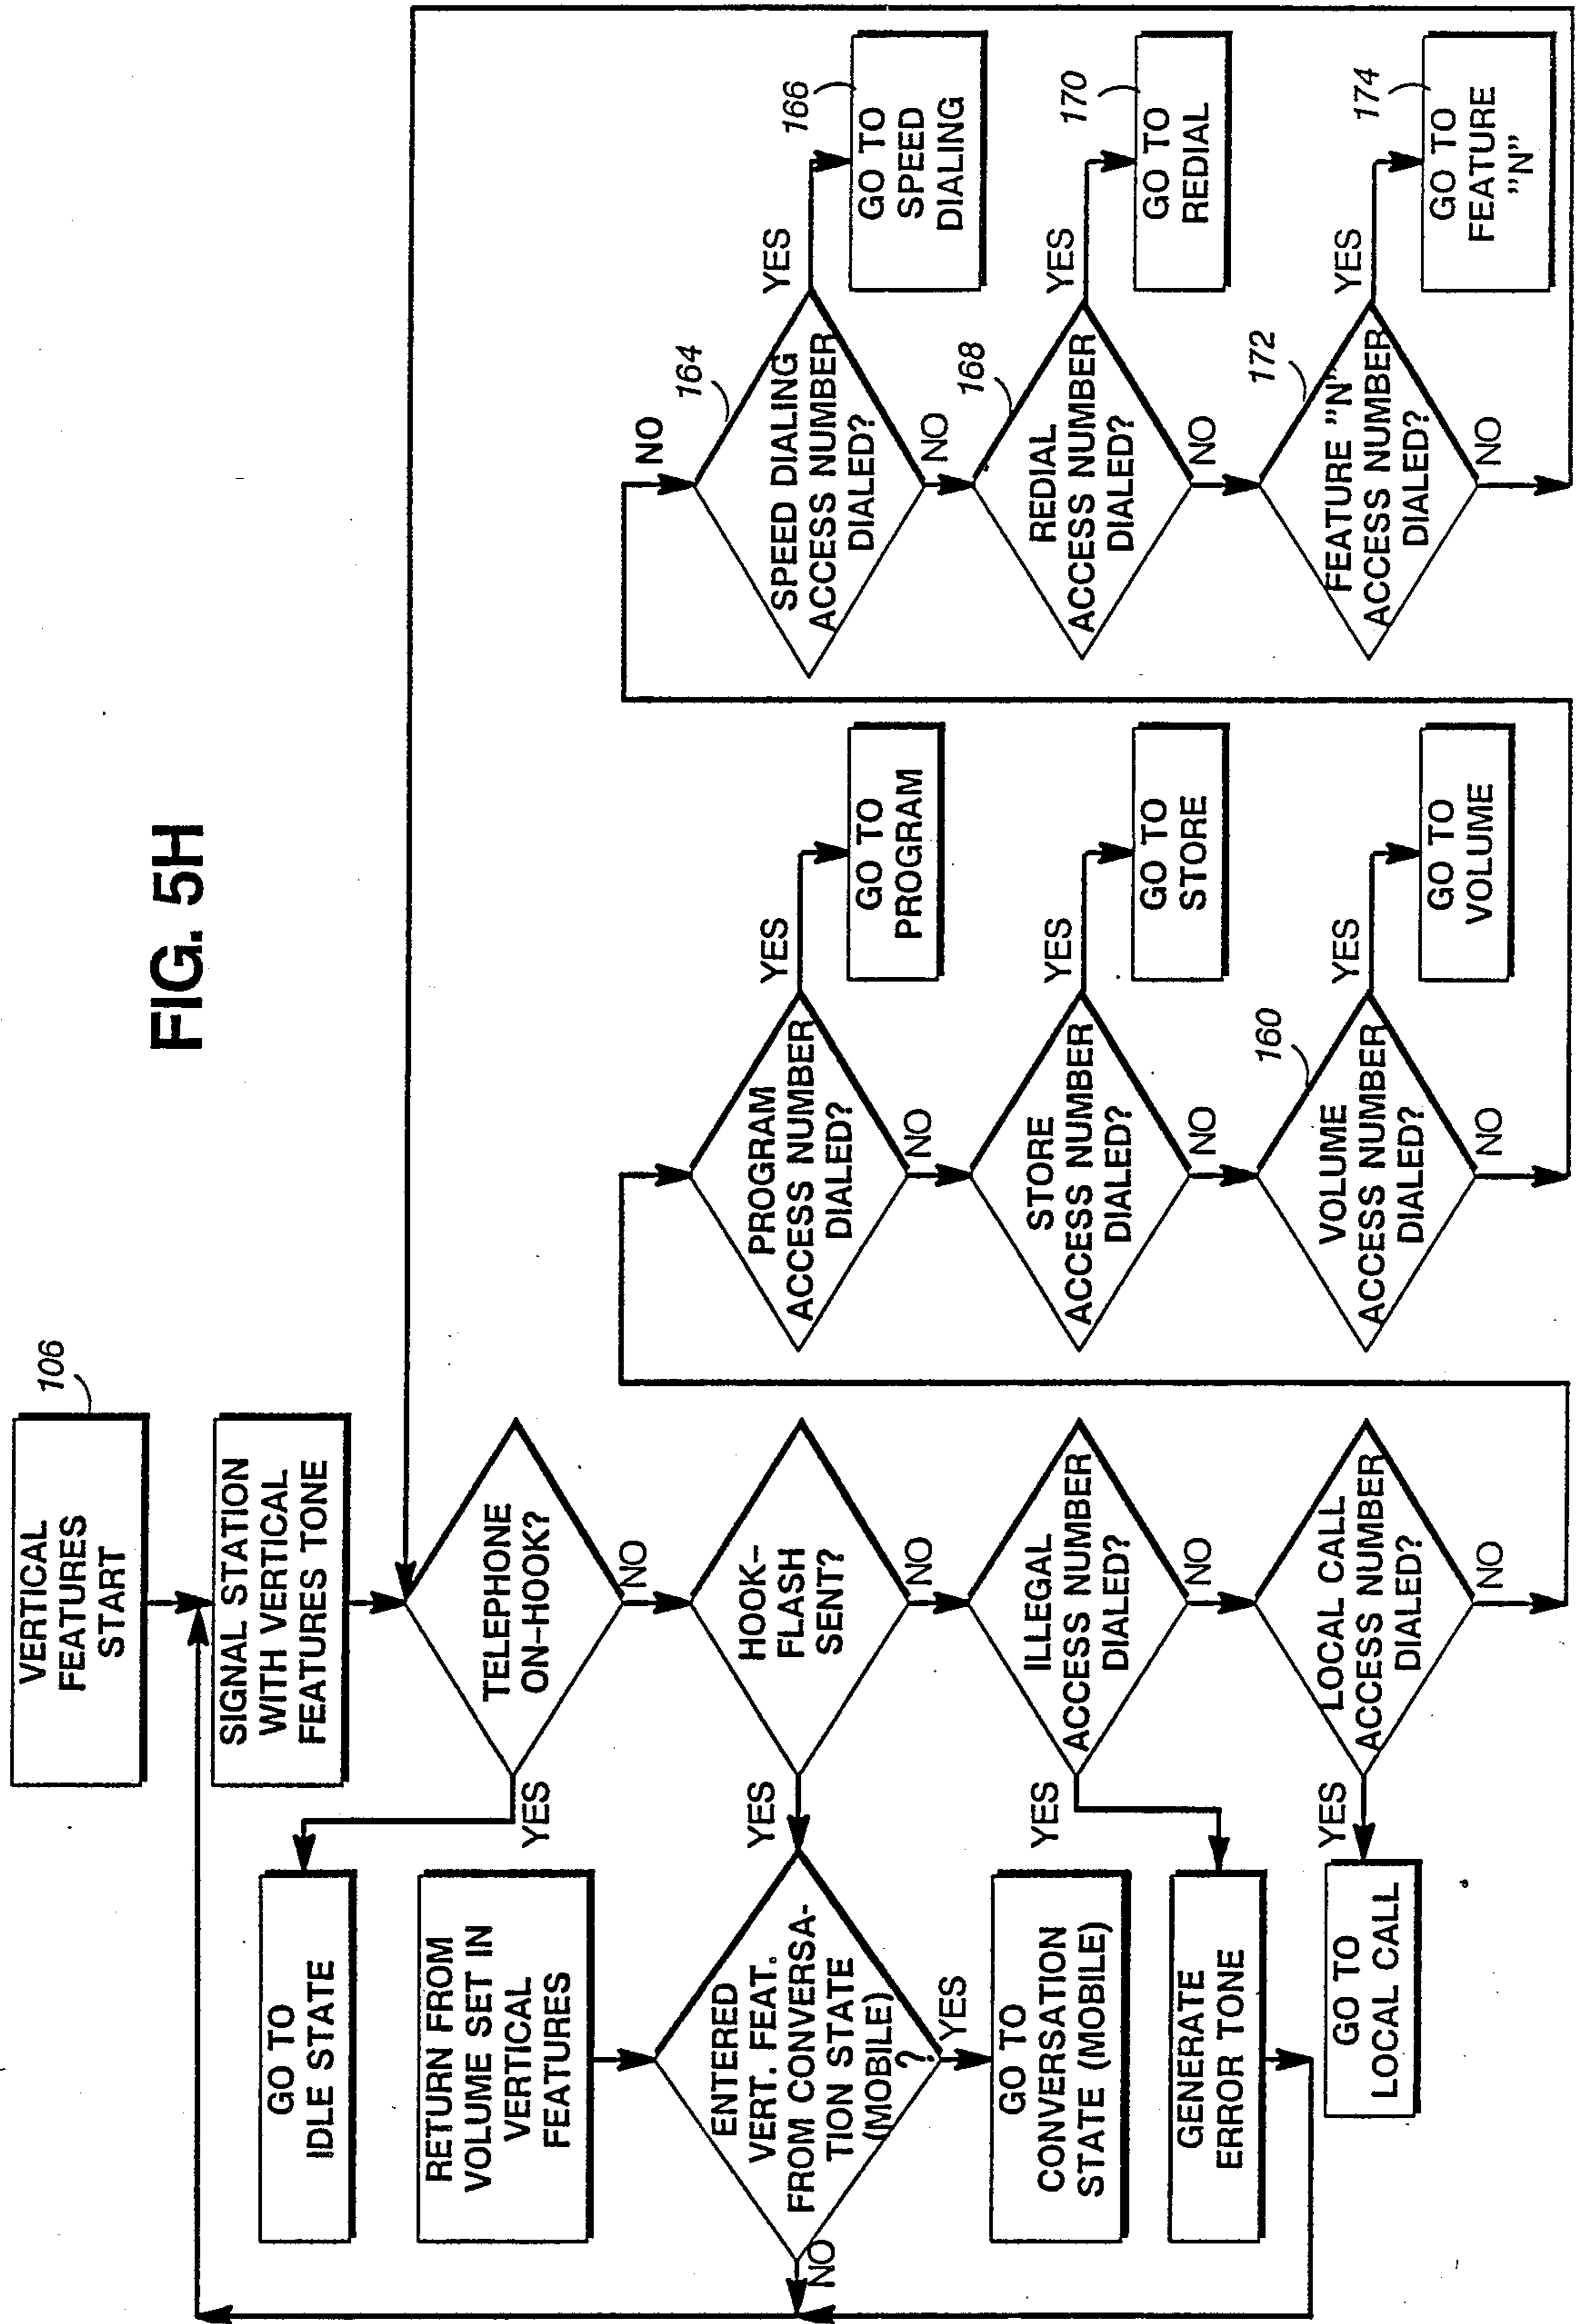 FIG. 5H
VERTICAL
FEATURES
START
106
SIGNAL STATION
WITH VERTICAL
FEATURES TONE
TELEPHONE
ON-HOOK?
YES
NO
GO TO
IDLE STATE
RETURN FROM
VOLUME SET IN
VERTICAL
FEATURES
HOOK-
FLASH
SENT?
YES
NO
ENTERED
VERT. FEAT.
FROM CONVERSA-
TION STATE
(MOBILE)
?
NO
YES
GO TO
CONVERSATION
STATE (MOBILE)
ILLEGAL
ACCESS NUMBER
DIALED?
YES
NO
GENERATE
ERROR TONE
LOCAL CALL
ACCESS NUMBER
DIALED?
YES
NO
GO TO
LOCAL CALL
PROGRAM
ACCESS NUMBER
DIALED?
YES
NO
GO TO
PROGRAM
STORE
ACCESS NUMBER
DIALED?
YES
NO
GO TO
STORE
160
VOLUME
ACCESS NUMBER
DIALED?
YES
NO
GO TO
VOLUME
NO
164
SPEED DIALING
ACCESS NUMBER
DIALED?
YES
NO
166
GO TO
SPEED
DIALING
168
REDIAL
ACCESS NUMBER
DIALED?
YES
NO
170
GO TO
REDIAL
172
FEATURE "N"
ACCESS NUMBER
DIALED?
YES
NO
174
GO TO
FEATURE
"N"